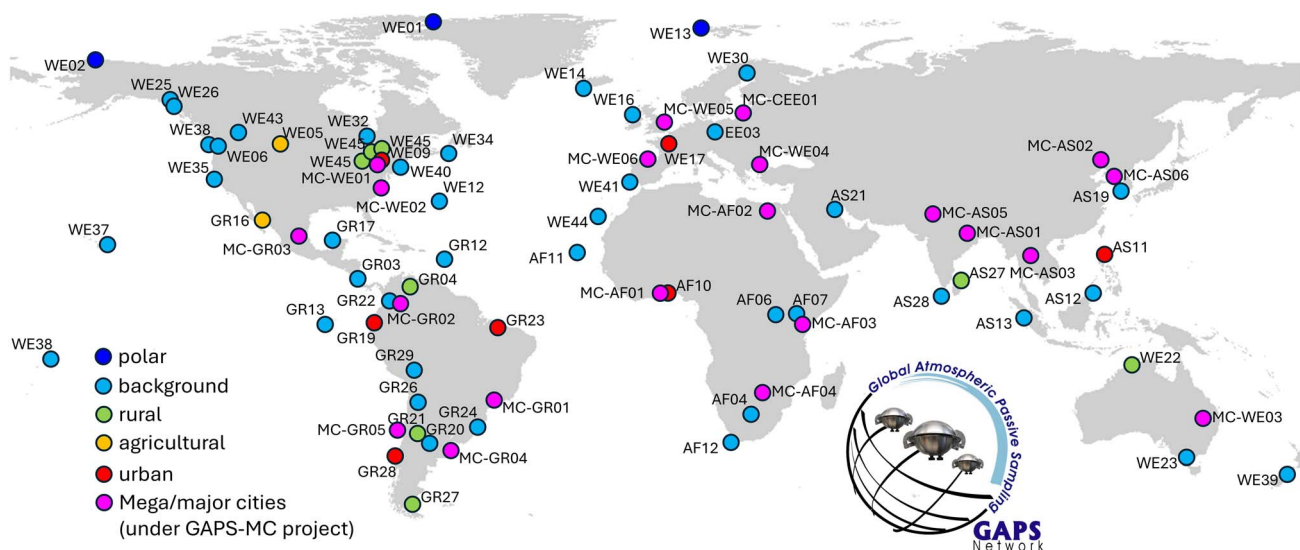 WE01
WE13
WE02
WE30
WE14
WE25
WE26
WE16
MC-CEE01
MC-WE05
WE43
WE32
WE05
WE38
WE45
WE45
WE34
EE03
WE09
WE06
WE45
MC-WE06
WE17
MC-WE04
MC-AS02
WE35
MC-WE01
WE40
MC-AS06
WE41
AS19
WE12
MC-WE02
AS21
MC-AF02
GR16
WE44
MC-AS05
GR17
WE37
MC-AS01
MC-GR03
GR12
AS11
AF11
GR03
GR04
MC-AS03
AS27
AF10
MC-AF01
AS12
GR22
AF06
AF07
AS28
GR13
MC-GR02
AS13
MC-AF03
GR23
GR19
WE38
GR29
WE22
GR26
MC-AF04
AF04
MC-GR01
GR24
GR21
MC-WE03
MC-GR05
GR20
AF12
MC-GR04
WE23
GR28
WE39
GR27
polar
background
rural
agricultural
urban
Mega/major cities
(under GAPS-MC project)
Global Atmospheric Passive Sampling
GAPS
Network